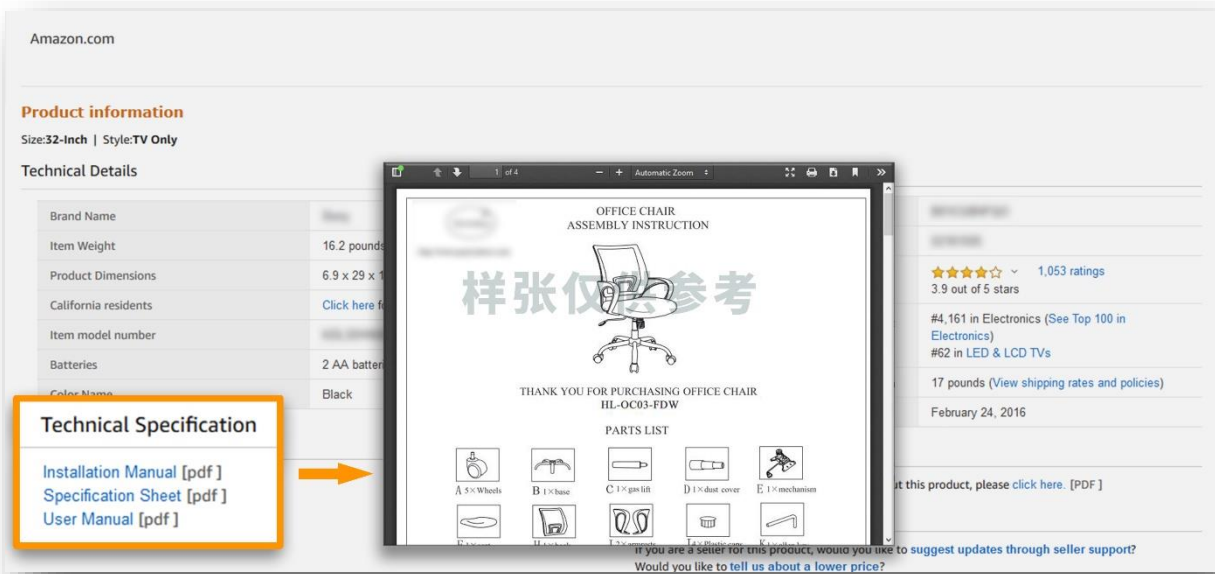 Amazon.com
Product information
Size:32-Inch | Style:TV Only
Technical Details
Brand Name
Item Weight
16.2 pounds
Product Dimensions
6.9 x 29 x 1
California residents
Click here f
Item model number
Batteries
2 AA batteri
Color Name
Black
Technical Specification
Installation Manual [pdf ]
Specification Sheet [pdf ]
User Manual [pdf ]
1 of 4
Automatic Zoom
OFFICE CHAIR
ASSEMBLY INSTRUCTION
样张仅供参考
THANK YOU FOR PURCHASING OFFICE CHAIR
HL-OC03-FDW
PARTS LIST
A 5×Wheels
B 1×base
C 1×gas lift
D 1×dust cover
E 1×mechanism
1,053 ratings
3.9 out of 5 stars
#4,161 in Electronics (See Top 100 in
Electronics)
#62 in LED & LCD TVs
17 pounds (View shipping rates and policies)
February 24, 2016
ut this product, please click here. [PDF ]
If you are a seller for this product, would you like to suggest updates through seller support?
Would you like to tell us about a lower price?